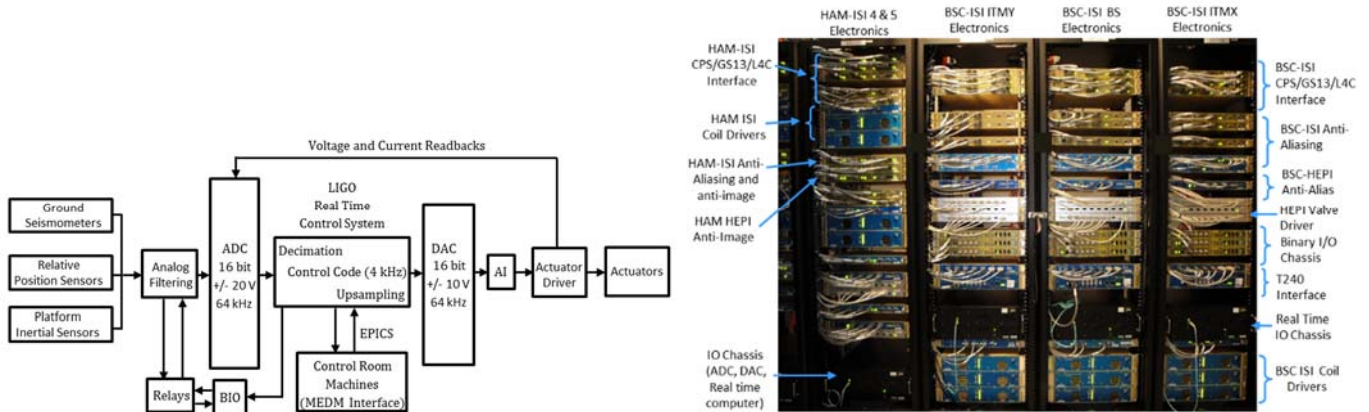 Voltage and Current Readbacks
LIGO
Real Time
Control System
Ground
Seismometers
Relative
Position Sensors
Platform
Inertial Sensors
Analog
Filtering
ADC
16 bit
+/- 20 V
64 kHz
Decimation
Control Code (4 kHz)
Upsampling
DAC
16 bit
+/- 10 V
64 kHz
AI
Actuator
Driver
Actuators
EPICS
Relays
BIO
Control Room
Machines
(MEDM Interface)
HAM-ISI 4 & 5
Electronics
BSC-ISI ITMY
Electronics
BSC-ISI BS
Electronics
BSC-ISI ITMX
Electronics
HAM-ISI
CPS/GS13/L4C
Interface
HAM ISI
Coil Drivers
HAM-ISI Anti-
Aliasing and
anti-image
HAM HEPI
Anti-Image
IO Chassis
(ADC, DAC,
Real time
computer)
BSC-ISI
CPS/GS13/L4C
Interface
BSC-ISI Anti-
Aliasing
BSC-HEPI
Anti-Alias
HEPI Valve
Driver
Binary I/O
Chassis
T240
Interface
Real Time
IO Chassis
BSC ISI Coil
Drivers